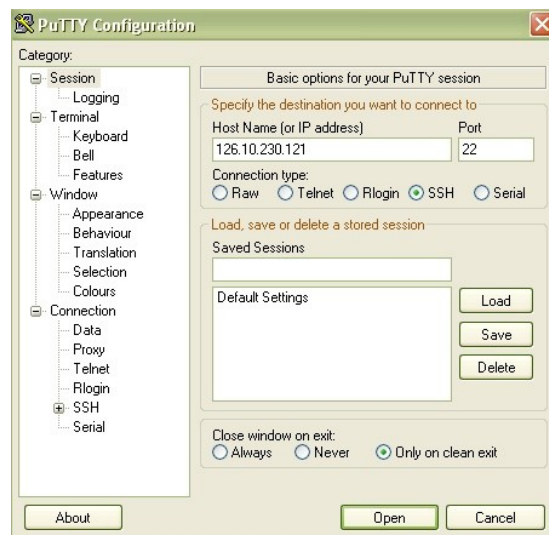 PuTTY Configuration
Category:
Session
Logging
Terminal
Keyboard
Bell
Features
Window
Appearance
Behaviour
Translation
Selection
Colours
Connection
Data
Proxy
Telnet
Rlogin
SSH
Serial
Basic options for your PuTTY session
Specify the destination you want to connect to
Host Name (or IP address) Port
126.10.230.121 22
Connection type:
Raw Telnet Rlogin SSH Serial
Load, save or delete a stored session
Saved Sessions
Default Settings
Load
Save
Delete
Close window on exit:
Always Never Only on clean exit
About Open Cancel